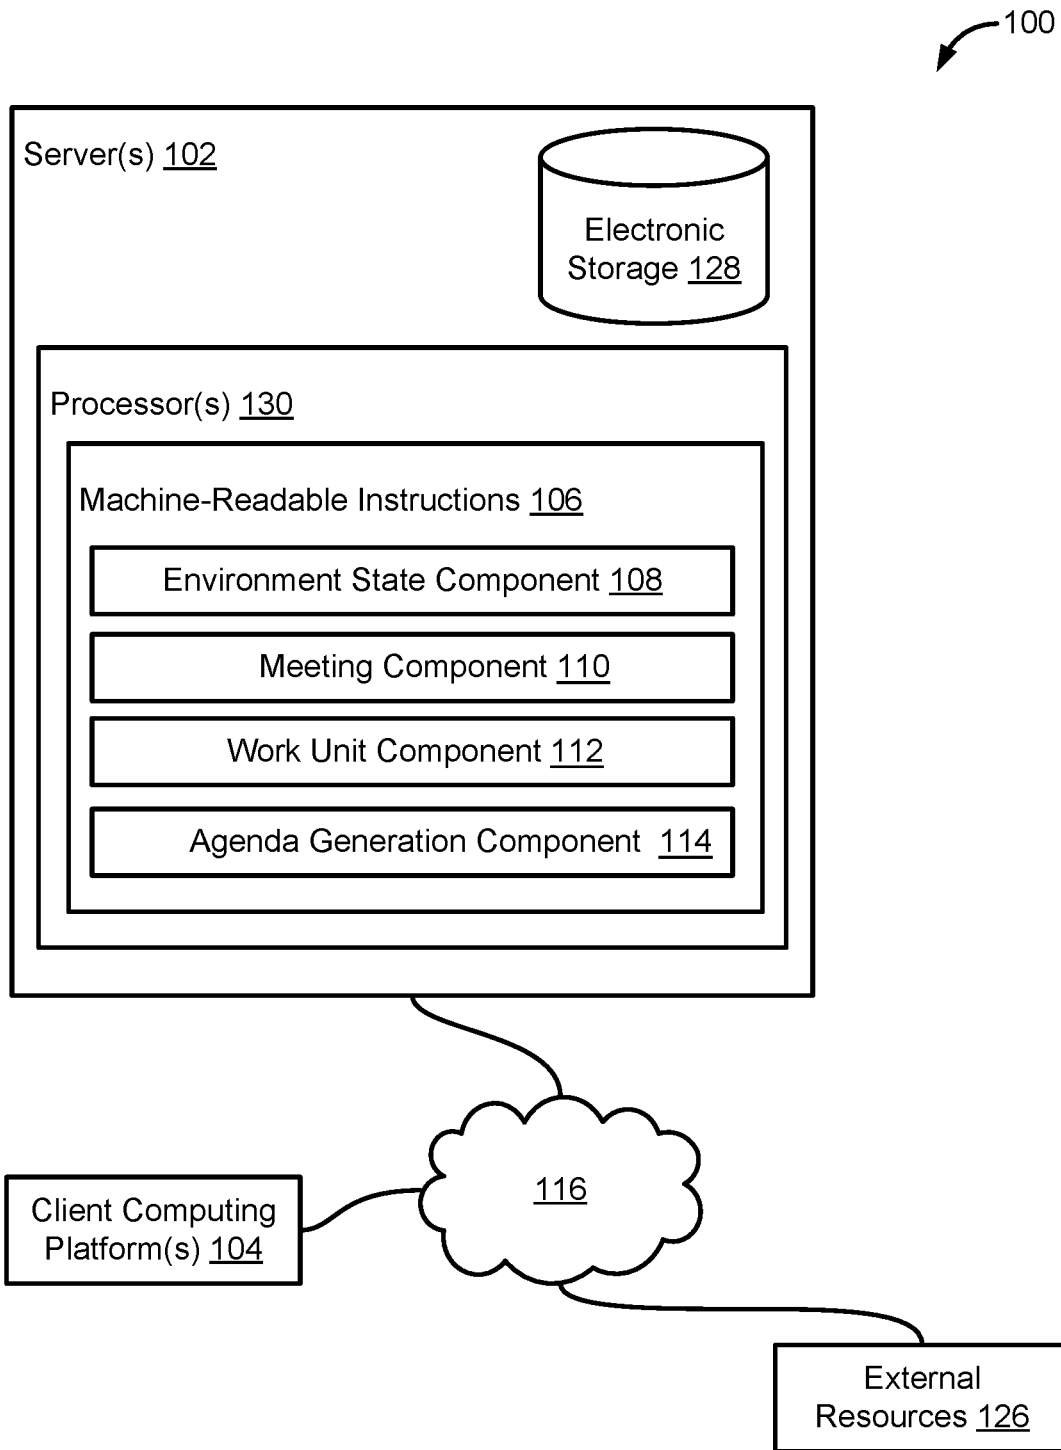 100
Server(s) 102
Electronic
Storage 128
Processor(s) 130
Machine-Readable Instructions 106
Environment State Component 108
Meeting Component 110
Work Unit Component 112
Agenda Generation Component 114
116
Client Computing
Platform(s) 104
External
Resources 126